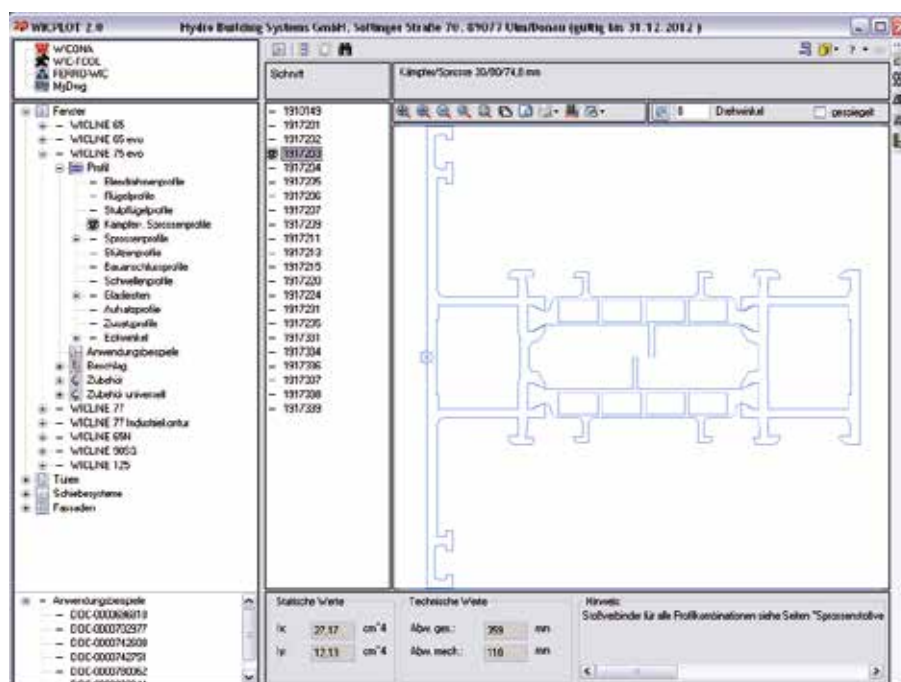 WICPLOT 2.0 Hydro Building Systems GmbH, Söflinger Straße 70, 89077 Ulm/Donau (gültig bis 31.12.2012 )
WICONA
WIC-TOOL
FERRO-WIC
MyDwg
Schnitt
Kämpfer/Sprosse 30/80/74,8 mm
Drehwinkel
gespiegelt
Fenster
WICLINE 65
WICLINE 65 evo
WICLINE 75 evo
Profil
Blendrahmenprofile
Flügelprofile
Stulpflügelprofile
Kämpfer-, Sprossenprofile
Sprossenprofile
Stützenprofile
Bauanschlussprofile
Schwellenprofile
Glasleisten
Aufsatzprofile
Zusatzprofile
Eckwinkel
Anwendungsbeispiele
Beschlag
Zubehör
Zubehör universell
WICLINE 77
WICLINE 77 Industriekontur
WICLINE 65N
WICLINE 90SG
WICLINE 125
Türen
Schiebesysteme
Fassaden
1910149
1917201
1917202
1917203
1917204
1917205
1917206
1917207
1917209
1917211
1917213
1917215
1917220
1917224
1917231
1917235
1917331
1917334
1917336
1917337
1917338
1917339
Anwendungsbeispiele
DOC-0000702977
DOC-0000742751
Statische Werte
Ix: 27,17 cm^4
Iy: 12,13 cm^4
Technische Werte
Abw. ges.: 359 mm
Abw. mech.: 110 mm
Hinweis:
Stoßverbinder für alle Profilkombinationen siehe Seiten